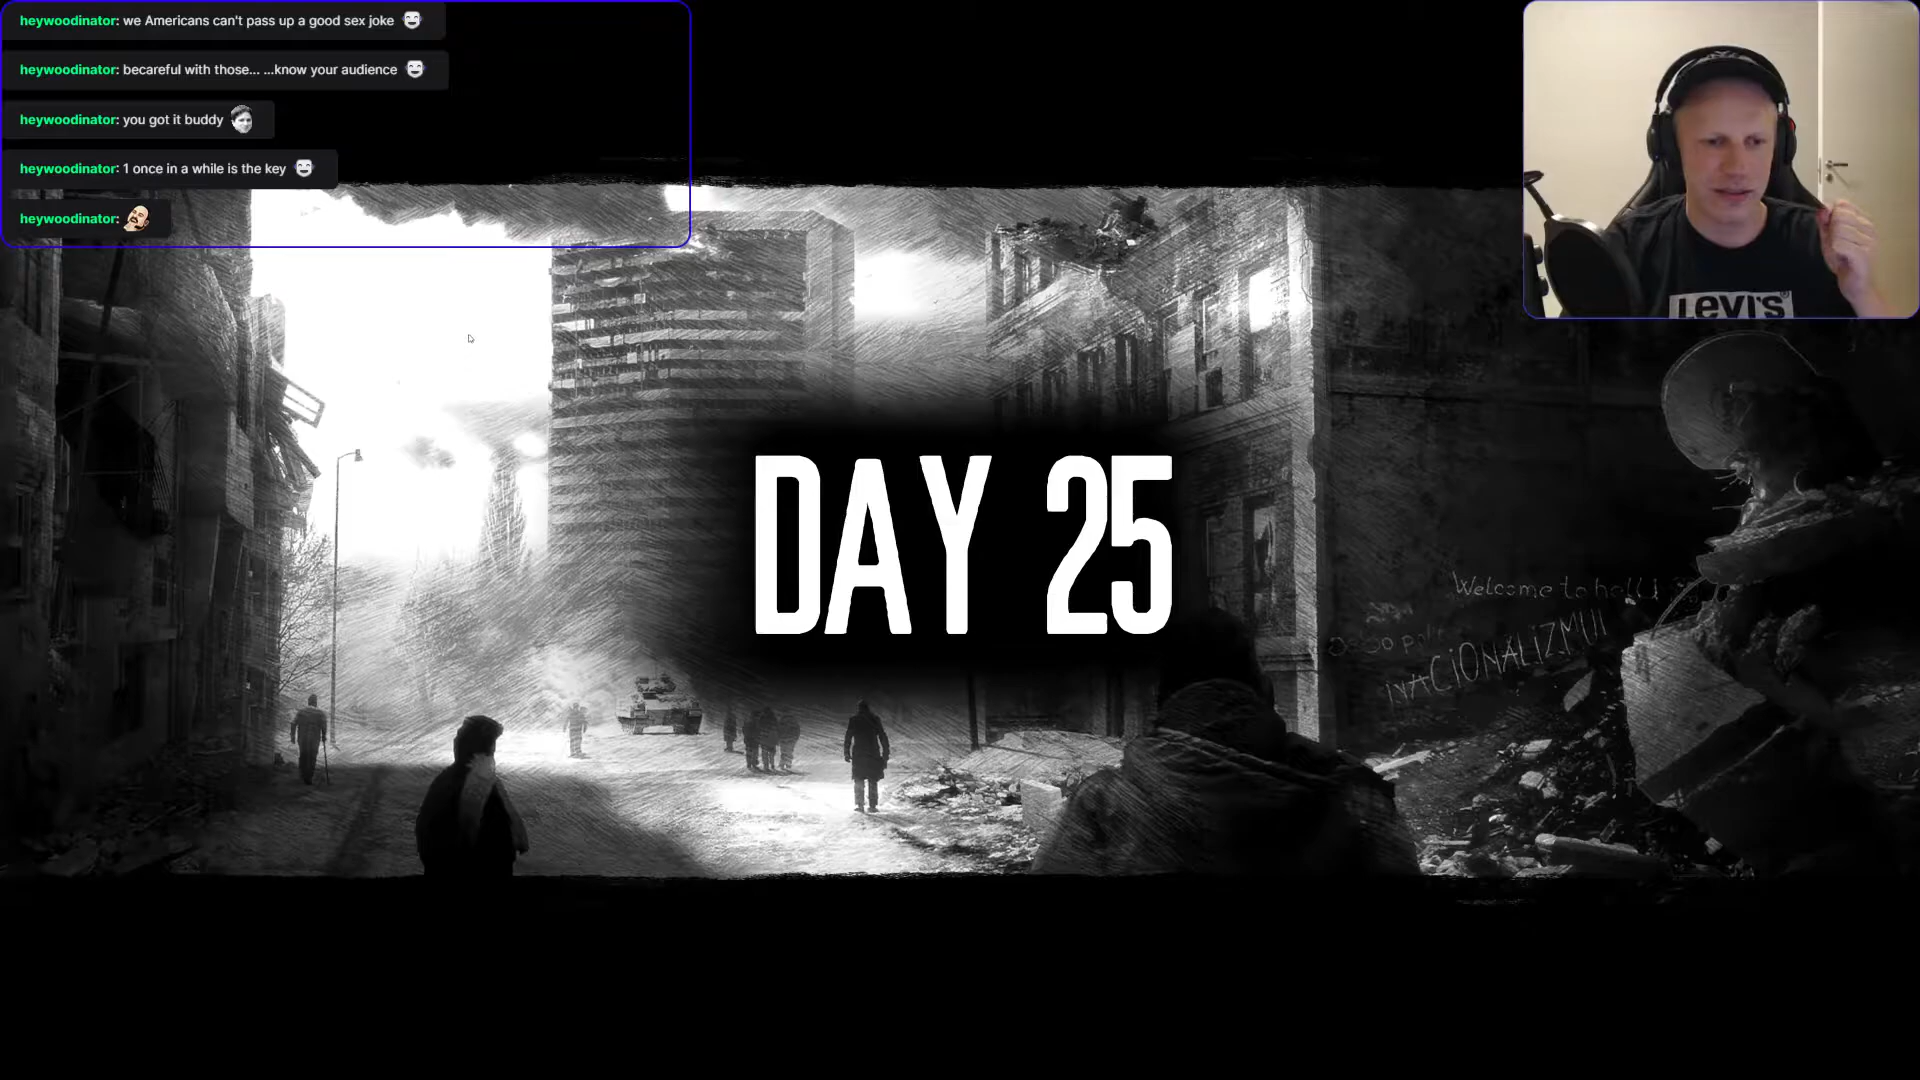 heywoodinator: we Americans can't pass up a good sex joke
heywoodinator: becareful with those... ...know your audience
heywoodinator: you got it buddy
heywoodinator: 1 once in a while is the key
heywoodinator:
LEVI'S
DAY 25
Welcome to hell!
NACIONALIZMU!